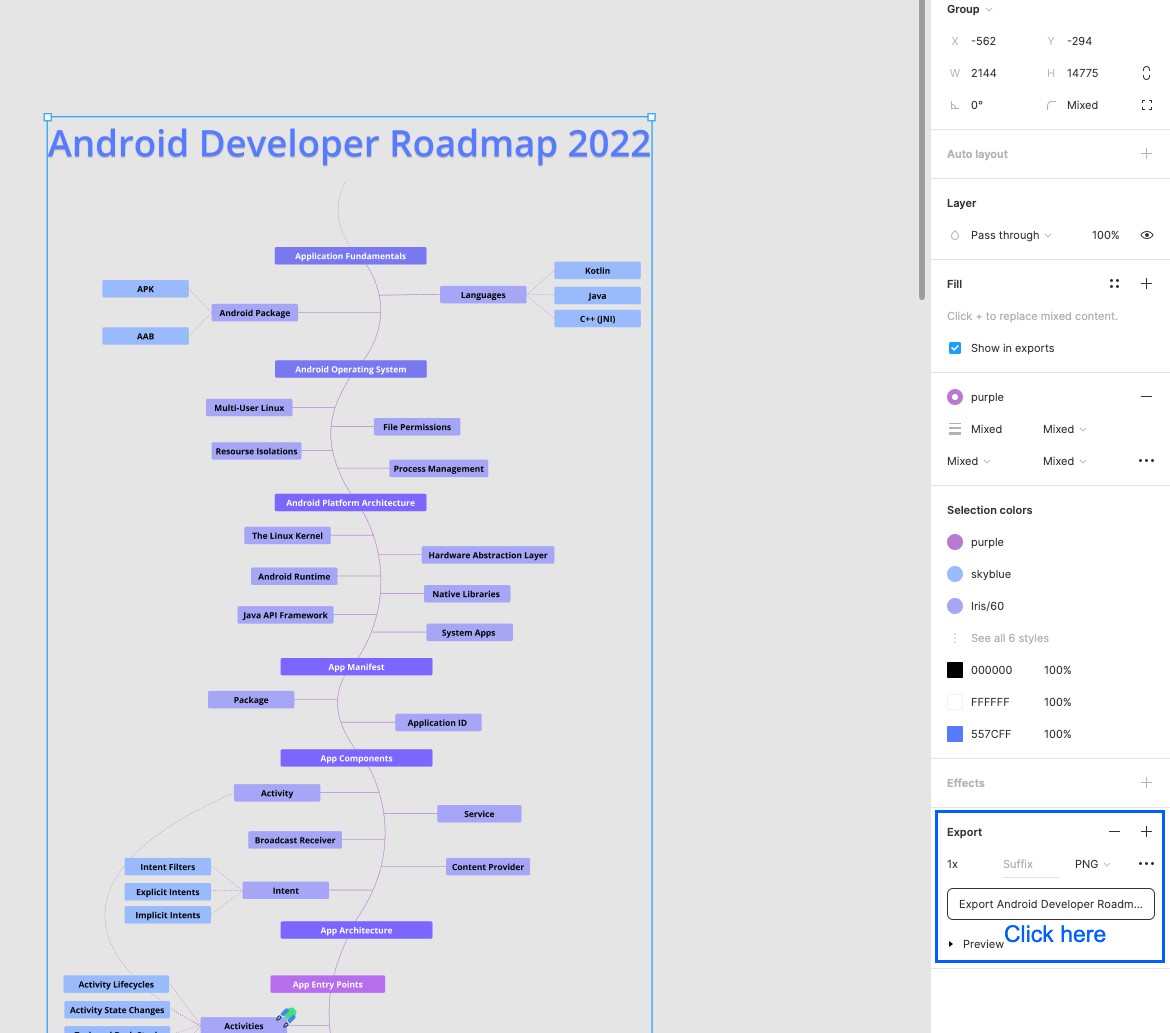 Android Developer Roadmap 2022
Application Fundamentals
Kotlin
Java
C++ (JNI)
Languages
APK
AAB
Android Package
Android Operating System
Multi-User Linux
File Permissions
Resourse Isolations
Process Management
Android Platform Architecture
The Linux Kernel
Hardware Abstraction Layer
Android Runtime
Native Libraries
Java API Framework
System Apps
App Manifest
Package
Application ID
App Components
Activity
Service
Broadcast Receiver
Content Provider
Intent Filters
Explicit Intents
Implicit Intents
Intent
App Architecture
App Entry Points
Activity Lifecycles
Activity State Changes
Activities
Group
X -562 Y -294
W 2144 H 14775
0° Mixed
Auto layout
Layer
Pass through 100%
Fill
Click + to replace mixed content.
Show in exports
purple
Mixed Mixed
Mixed Mixed
Selection colors
purple
skyblue
Iris/60
See all 6 styles
000000 100%
FFFFFF 100%
557CFF 100%
Effects
Export
1x Suffix PNG
Export Android Developer Roadm...
Click here
Preview